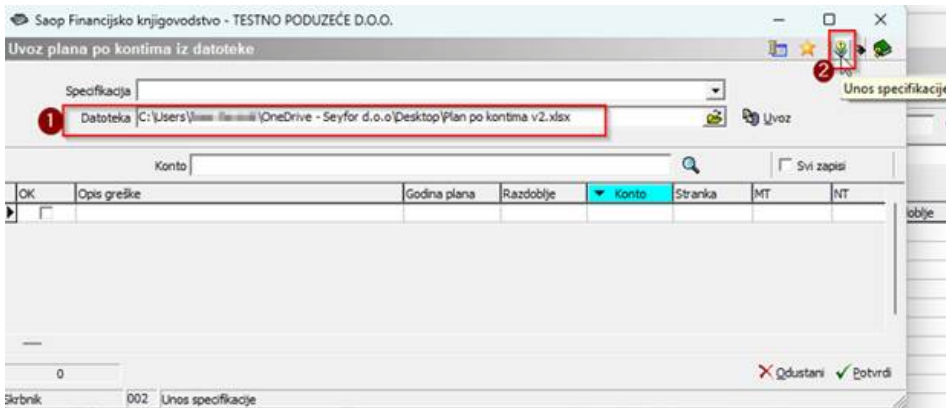 Saop Financijsko knjigovodstvo - TESTNO PODUZEĆE D.O.O.
Uvoz plana po kontima iz datoteke
2
Unos specifikacije
Specifikacija
1 Datoteka C:\Users\ \OneDrive - Seyfor d.o.o\Desktop\Plan po kontima v2.xlsx Uvoz
Konto Svi zapisi
OK Opis greške Godina plana Razdoblje Konto Stranka MT NT
oblje
0
Odustani Potvrdi
Skrbnik 002 Unos specifikacije